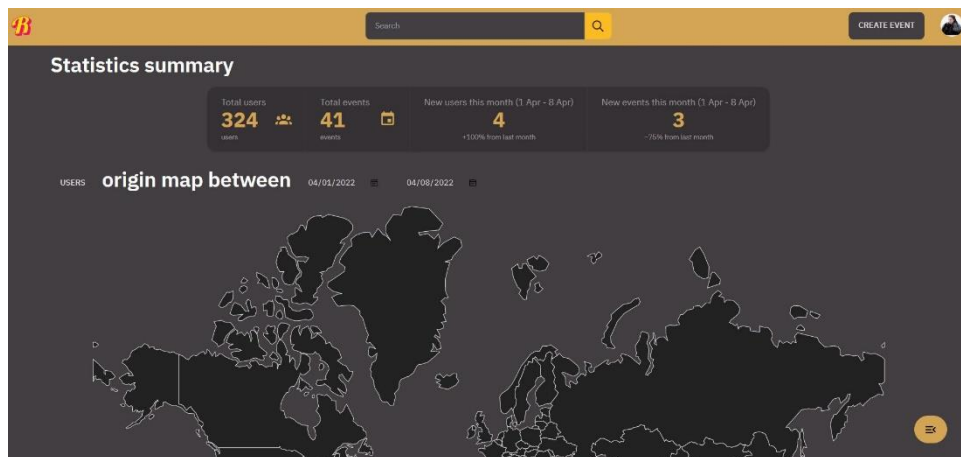 R
Search
CREATE EVENT
Statistics summary
Total users
324
users
Total events
41
events
New users this month (1 Apr - 8 Apr)
4
+100% from last month
New events this month (1 Apr - 8 Apr)
3
-75% from last month
USERS origin map between 04/01/2022 04/08/2022